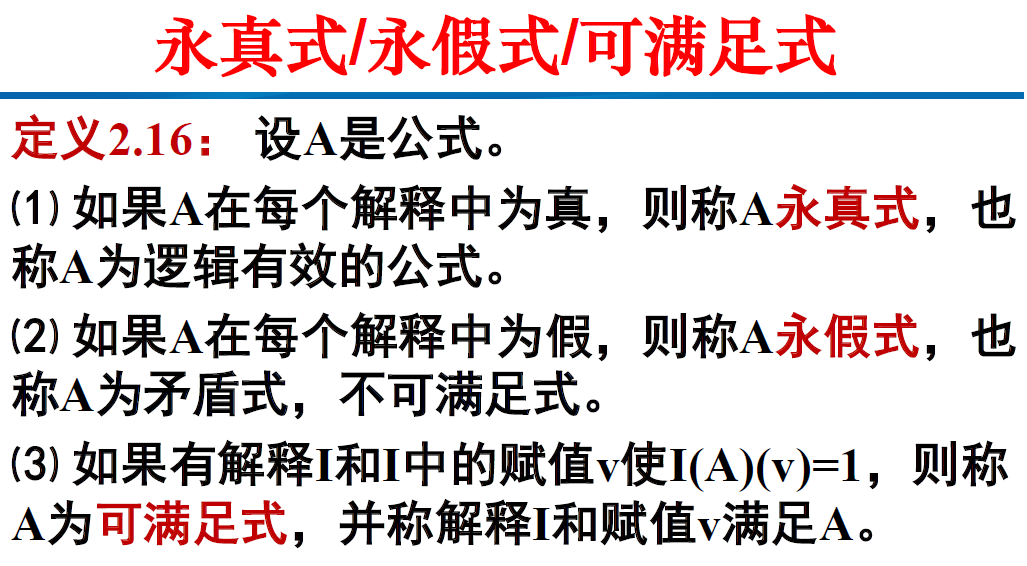 永真式/永假式/可满足式
定义2.16： 设A是公式。
⑴ 如果A在每个解释中为真，则称A永真式，也
称A为逻辑有效的公式。
⑵ 如果A在每个解释中为假，则称A永假式，也
称A为矛盾式，不可满足式。
⑶ 如果有解释I和I中的赋值v使I(A)(v)=1，则称
A为可满足式，并称解释I和赋值v满足A。